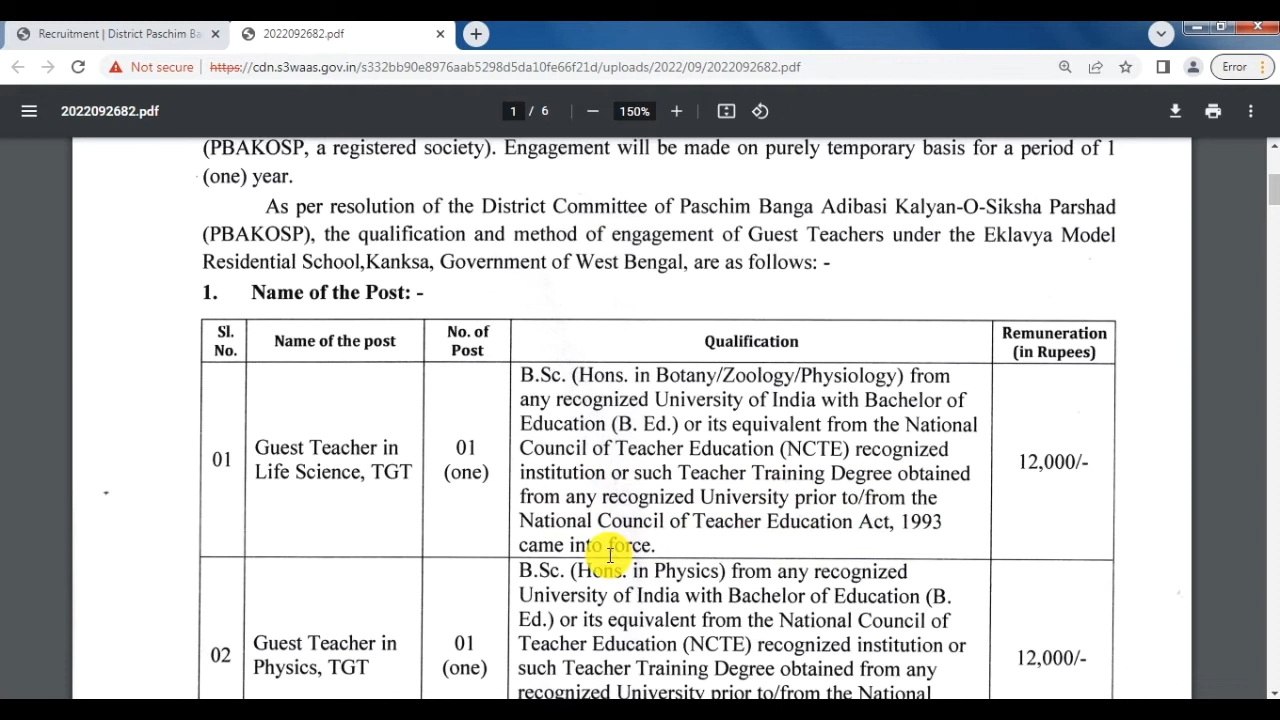 Recruitment | District Paschim Ba
2022092682.pdf
Not secure
https://cdn.s3waas.gov.in/s332bb90e8976aab5298d5da10fe66f21d/uploads/2022/09/2022092682.pdf
Error
2022092682.pdf
1 / 6
150%
(PBAKOSP, a registered society). Engagement will be made on purely temporary basis for a period of 1
(one) year.
As per resolution of the District Committee of Paschim Banga Adibasi Kalyan-O-Siksha Parshad
(PBAKOSP), the qualification and method of engagement of Guest Teachers under the Eklavya Model
Residential School,Kanksa, Government of West Bengal, are as follows: -
1. Name of the Post: -
Sl. No.
Name of the post
No. of Post
Qualification
Remuneration (in Rupees)
01
Guest Teacher in
Life Science, TGT
01
(one)
B.Sc. (Hons. in Botany/Zoology/Physiology) from
any recognized University of India with Bachelor of
Education (B. Ed.) or its equivalent from the National
Council of Teacher Education (NCTE) recognized
institution or such Teacher Training Degree obtained
from any recognized University prior to/from the
National Council of Teacher Education Act, 1993
came into force.
12,000/-
02
Guest Teacher in
Physics, TGT
01
(one)
B.Sc. (Hons. in Physics) from any recognized
University of India with Bachelor of Education (B.
Ed.) or its equivalent from the National Council of
Teacher Education (NCTE) recognized institution or
such Teacher Training Degree obtained from any
recognized University prior to/from the National
12,000/-